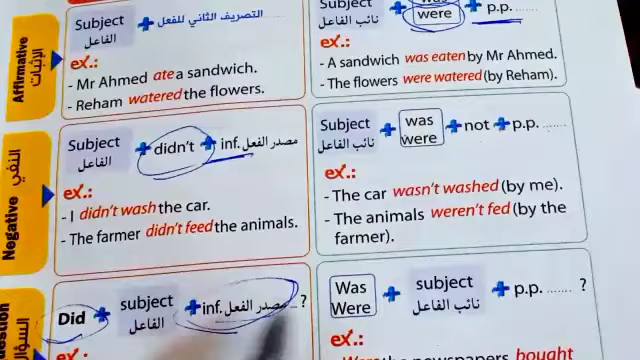 Affirmative
الإثبات
Subject + التصريف الثاني للفعل
الفاعل
ex.:
- Mr Ahmed ate a sandwich.
- Reham watered the flowers.
Subject + was were + p.p. .......
نائب الفاعل
ex.:
- A sandwich was eaten by Mr Ahmed.
- The flowers were watered (by Reham).
Negative
النفي
Subject + didn't + inf. مصدر الفعل
الفاعل
ex.:
- I didn't wash the car.
- The farmer didn't feed the animals.
Subject + was were + not + p.p. .......
نائب الفاعل
ex.:
- The car wasn't washed (by me).
- The animals weren't fed (by the
farmer).
Did + subject + inf. مصدر الفعل ?
الفاعل
ex.
Was Were + subject + p.p. ....... ?
نائب الفاعل
ex.:
newspapers bought